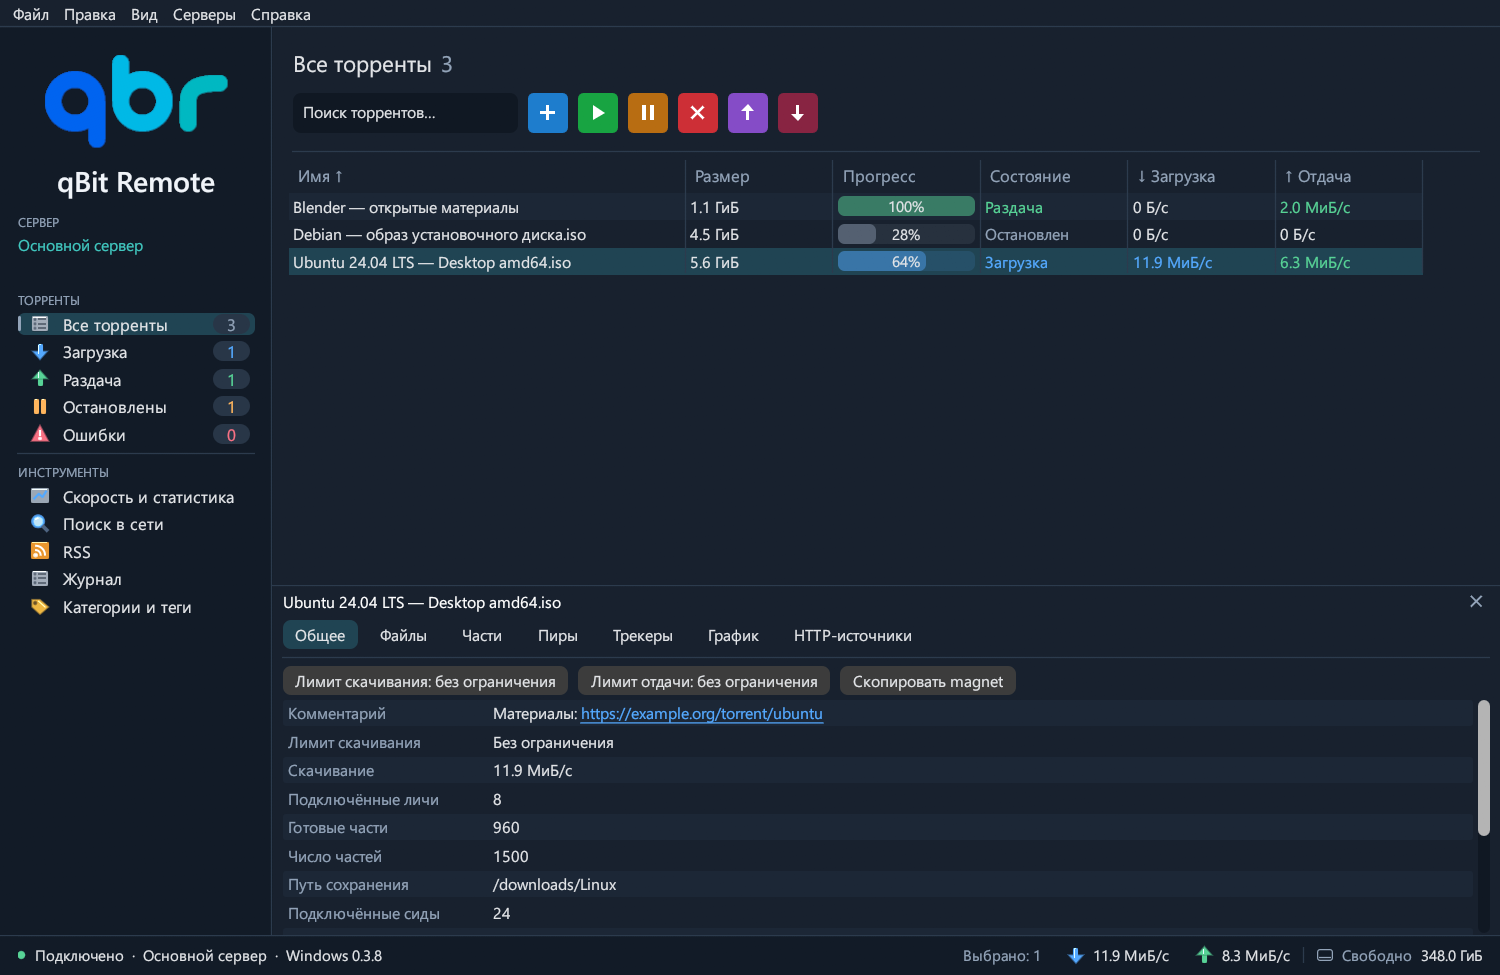 Файл Правка Вид Серверы Справка
qbr
qBit Remote
СЕРВЕР
Основной сервер
ТОРРЕНТЫ
Все торренты 3
Загрузка 1
Раздача 1
Остановлены 1
Ошибки 0
ИНСТРУМЕНТЫ
Скорость и статистика
Поиск в сети
RSS
Журнал
Категории и теги
Все торренты 3
Поиск торрентов...
Имя ↑ Размер Прогресс Состояние ↓ Загрузка ↑ Отдача
Blender — открытые материалы 1.1 ГиБ 100% Раздача 0 Б/с 2.0 МиБ/с
Debian — образ установочного диска.iso 4.5 ГиБ 28% Остановлен 0 Б/с 0 Б/с
Ubuntu 24.04 LTS — Desktop amd64.iso 5.6 ГиБ 64% Загрузка 11.9 МиБ/с 6.3 МиБ/с
Ubuntu 24.04 LTS — Desktop amd64.iso
Общее Файлы Части Пиры Трекеры График HTTP-источники
Лимит скачивания: без ограничения Лимит отдачи: без ограничения Скопировать magnet
Комментарий Материалы: https://example.org/torrent/ubuntu
Лимит скачивания Без ограничения
Скачивание 11.9 МиБ/с
Подключённые личи 8
Готовые части 960
Число частей 1500
Путь сохранения /downloads/Linux
Подключённые сиды 24
Подключено · Основной сервер · Windows 0.3.8
Выбрано: 1 11.9 МиБ/с 8.3 МиБ/с Свободно 348.0 ГиБ